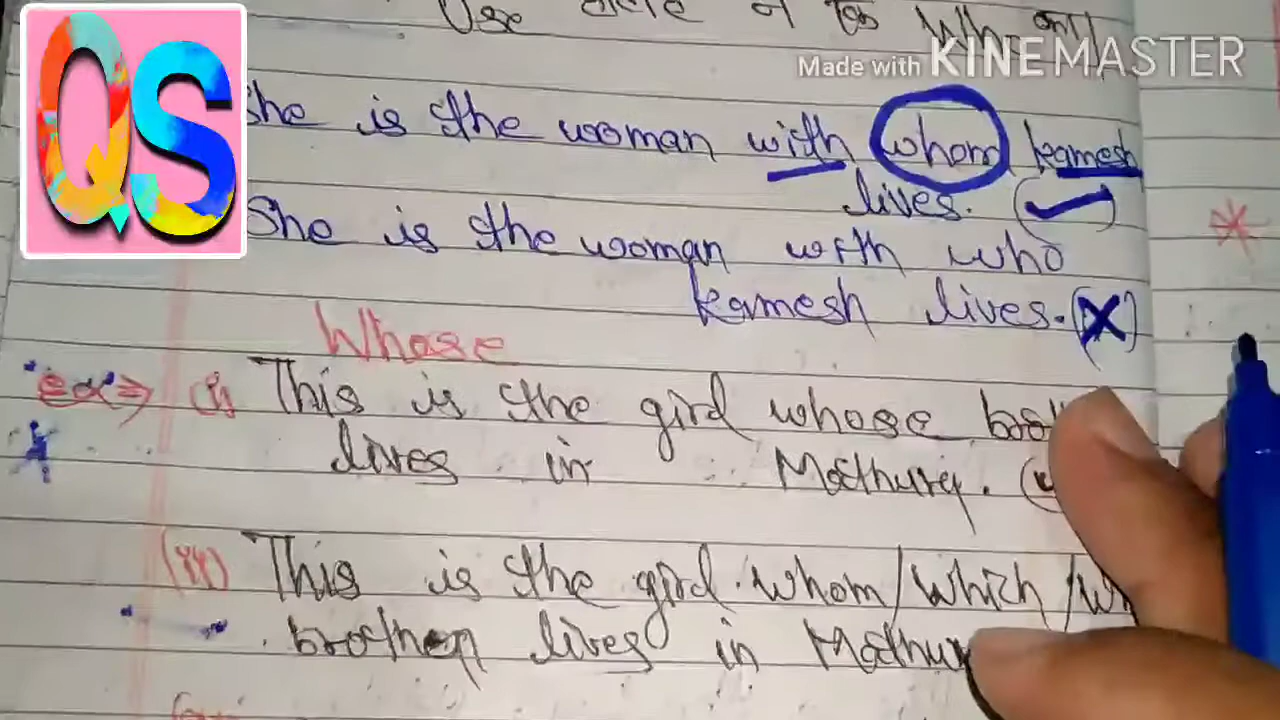 Use न Who का
Made with KINEMASTER
QS
She is the woman with whom kamesh
lives. (✓)
She is the woman with who
kamesh lives. (X)
Whose
ex⇒ (i) This is the girl whose
lives in Mathura.
(ii) This is the girl whom/which/
brother lives in